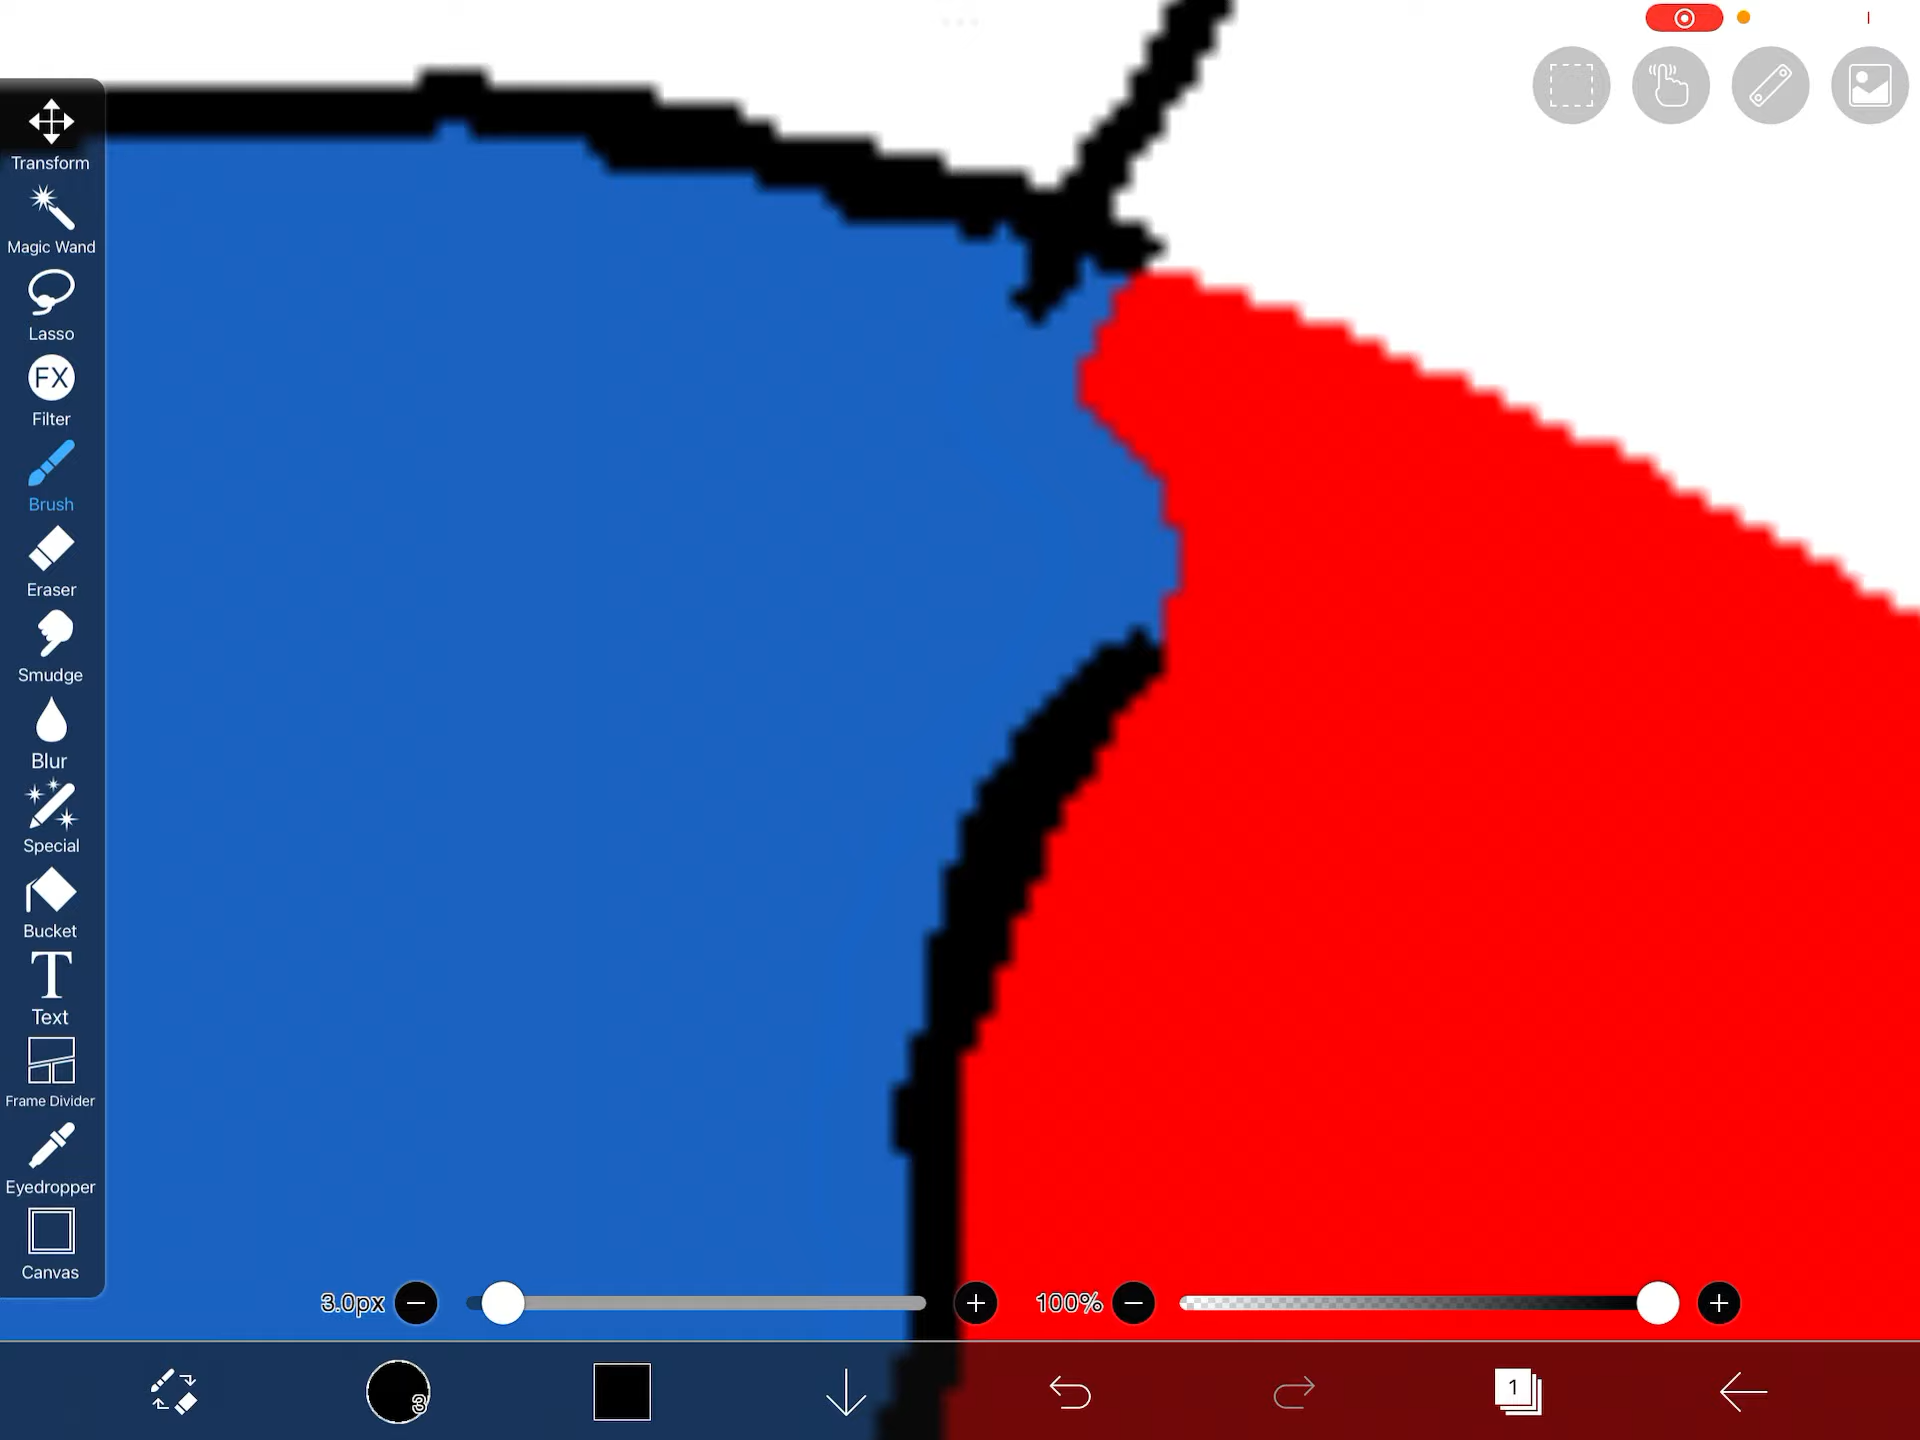 Transform
Magic Wand
Lasso
FX
Filter
Brush
Eraser
Smudge
Blur
Special
Bucket
T
Text
Frame Divider
Eyedropper
Canvas
3.0px
100%
3
1